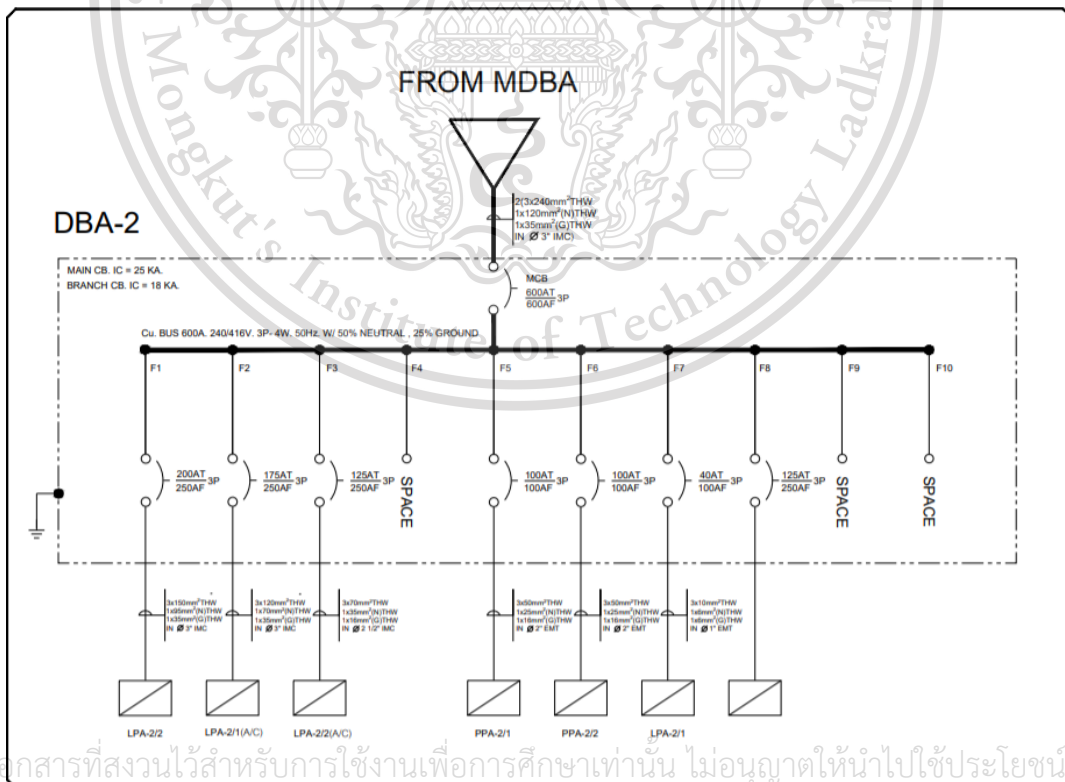 Mongkut's Institute of Technology Ladkra
FROM MDBA
2(3x240mm²THW
1x120mm²(N)THW
1x35mm²(G)THW
IN Ø 3" IMC)
DBA-2
MAIN CB. IC = 25 KA.
BRANCH CB. IC = 18 KA.
MCB
600AT
600AF 3P
Cu. BUS 600A. 240/416V. 3P- 4W. 50Hz. W/ 50% NEUTRAL , 25% GROUND
F1 F2 F3 F4 F5 F6 F7 F8 F9 F10
200AT
250AF 3P
175AT
250AF 3P
125AT
250AF 3P
SPACE
100AT
100AF 3P
100AT
100AF 3P
40AT
100AF 3P
125AT
250AF 3P
SPACE
SPACE
3x150mm²THW
1x95mm²(N)THW
1x35mm²(G)THW
IN Ø 3" IMC
3x120mm²THW
1x70mm²(N)THW
1x35mm²(G)THW
IN Ø 3" IMC
3x70mm²THW
1x35mm²(N)THW
1x16mm²(G)THW
IN Ø 2 1/2" IMC
3x50mm²THW
1x25mm²(N)THW
1x16mm²(G)THW
IN Ø 2" EMT
3x50mm²THW
1x25mm²(N)THW
1x16mm²(G)THW
IN Ø 2" EMT
3x10mm²THW
1x6mm²(N)THW
1x6mm²(G)THW
IN Ø 1" EMT
LPA-2/2
LPA-2/1(A/C)
LPA-2/2(A/C)
PPA-2/1
PPA-2/2
LPA-2/1
อกสารที่สงวนไว้สำหรับการใช้งานเพื่อการศึกษาเท่านั้น ไม่อนุญาตให้นำไปใช้ประโยชน์